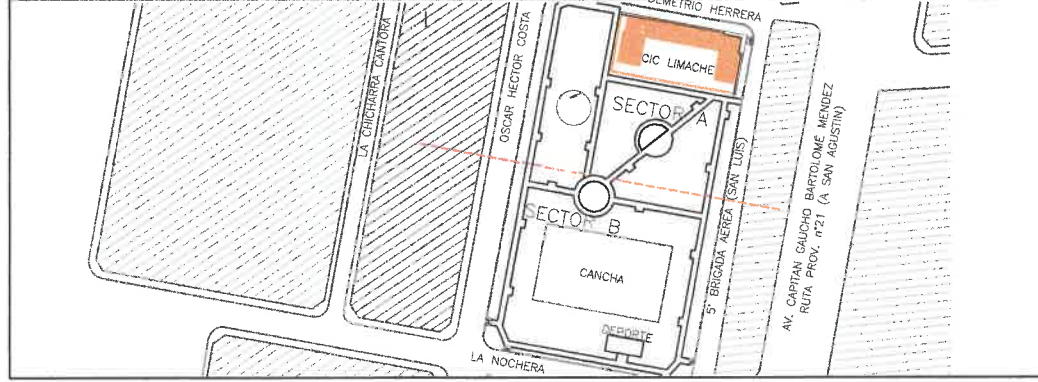 DEMETRIO HERRERA
CIC LIMACHE
LA CHICHARRA CANTORA
OSCAR HECTOR COSTA
SECTOR A
SECTOR B
CANCHA
DEPORTE
5° BRIGADA AEREA (SAN LUIS)
AV. CAPITAN GAUCHO BARTOLOMÉ MENDEZ
RUTA PROV. n°21 (A SAN AGUSTIN)
LA NOCHERA